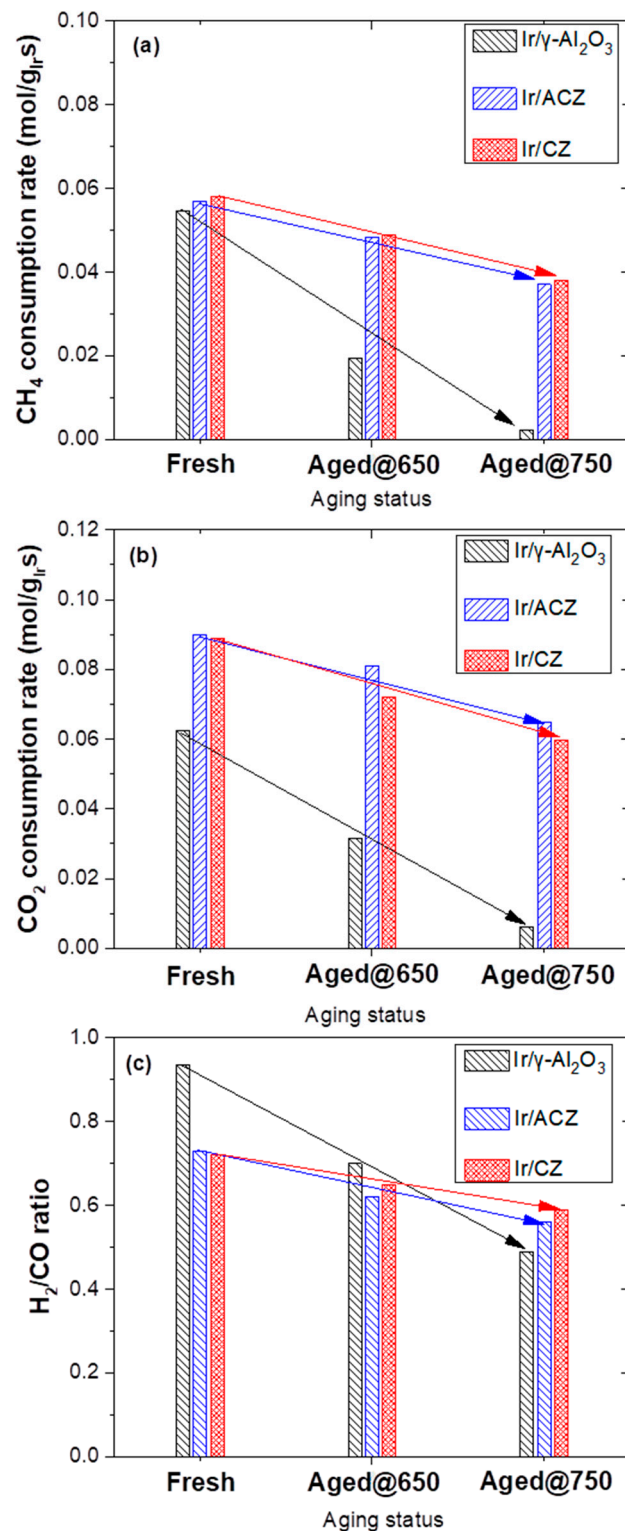 (a)
Ir/γ-Al₂O₃
Ir/ACZ
Ir/CZ
CH₄ consumption rate (mol/gᵢᵣs)
0.10
0.08
0.06
0.04
0.02
0.00
Fresh Aged@650 Aged@750
Aging status
(b)
Ir/γ-Al₂O₃
Ir/ACZ
Ir/CZ
CO₂ consumption rate (mol/gᵢᵣs)
0.12
0.10
0.08
0.06
0.04
0.02
0.00
Fresh Aged@650 Aged@750
Aging status
(c)
Ir/γ-Al₂O₃
Ir/ACZ
Ir/CZ
H₂/CO ratio
1.0
0.8
0.6
0.4
0.2
0.0
Fresh Aged@650 Aged@750
Aging status